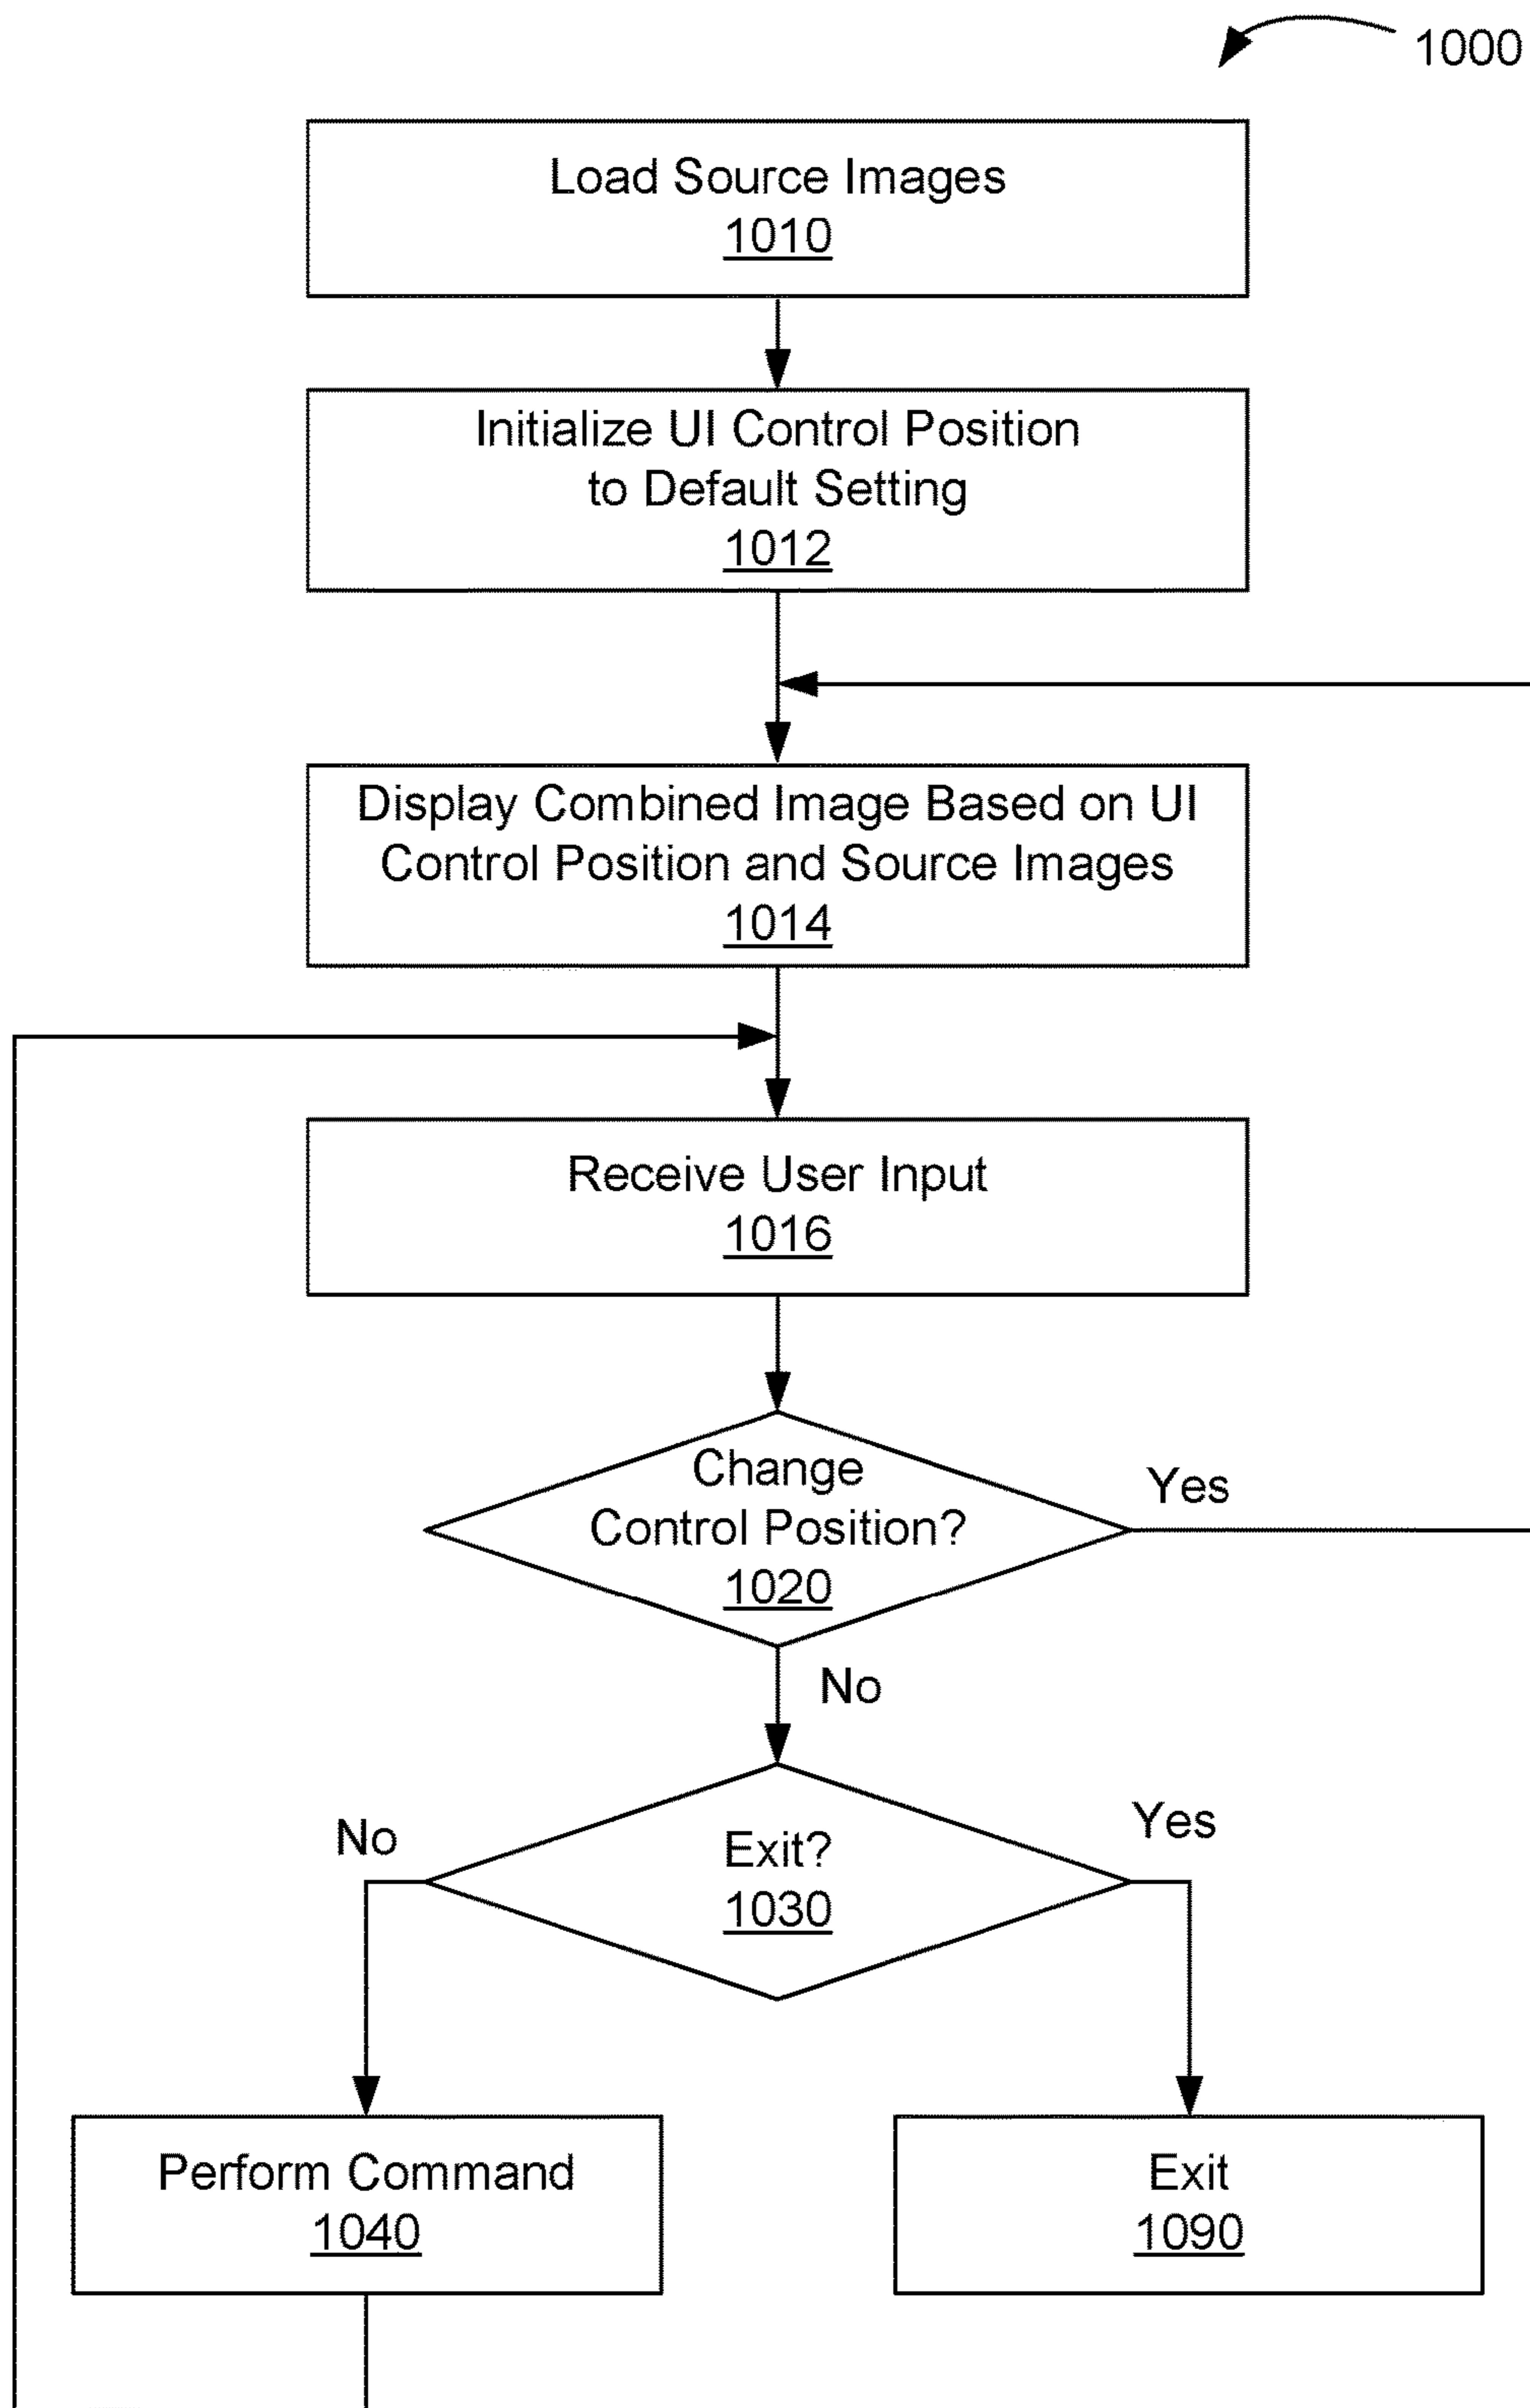 1000
Load Source Images
1010
Initialize UI Control Position
to Default Setting
1012
Display Combined Image Based on UI
Control Position and Source Images
1014
Receive User Input
1016
Change
Control Position?
1020
Yes
No
Exit?
1030
No
Yes
Perform Command
1040
Exit
1090